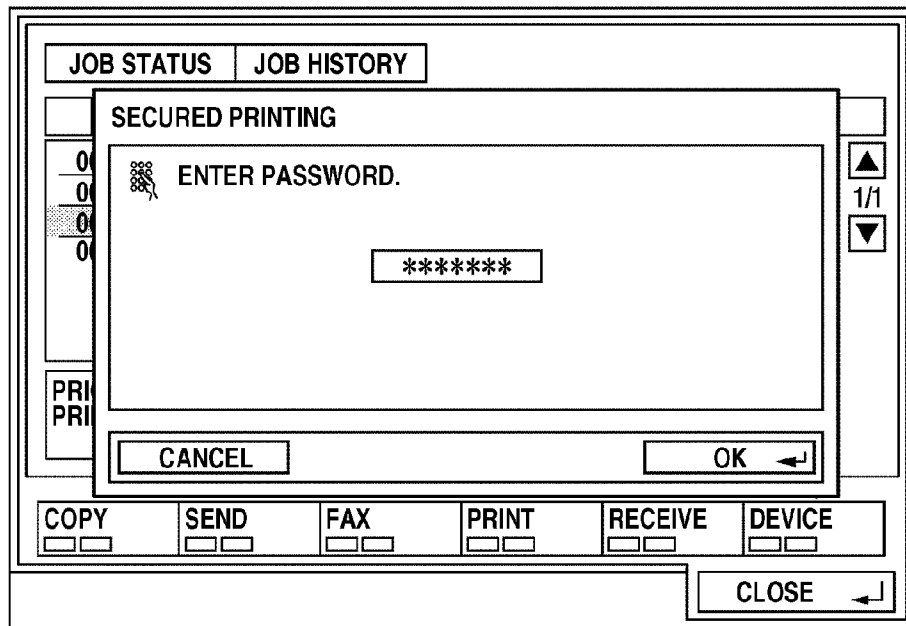 JOB STATUS JOB HISTORY
SECURED PRINTING
ENTER PASSWORD.
*******
1/1
CANCEL OK
COPY SEND FAX PRINT RECEIVE DEVICE
CLOSE